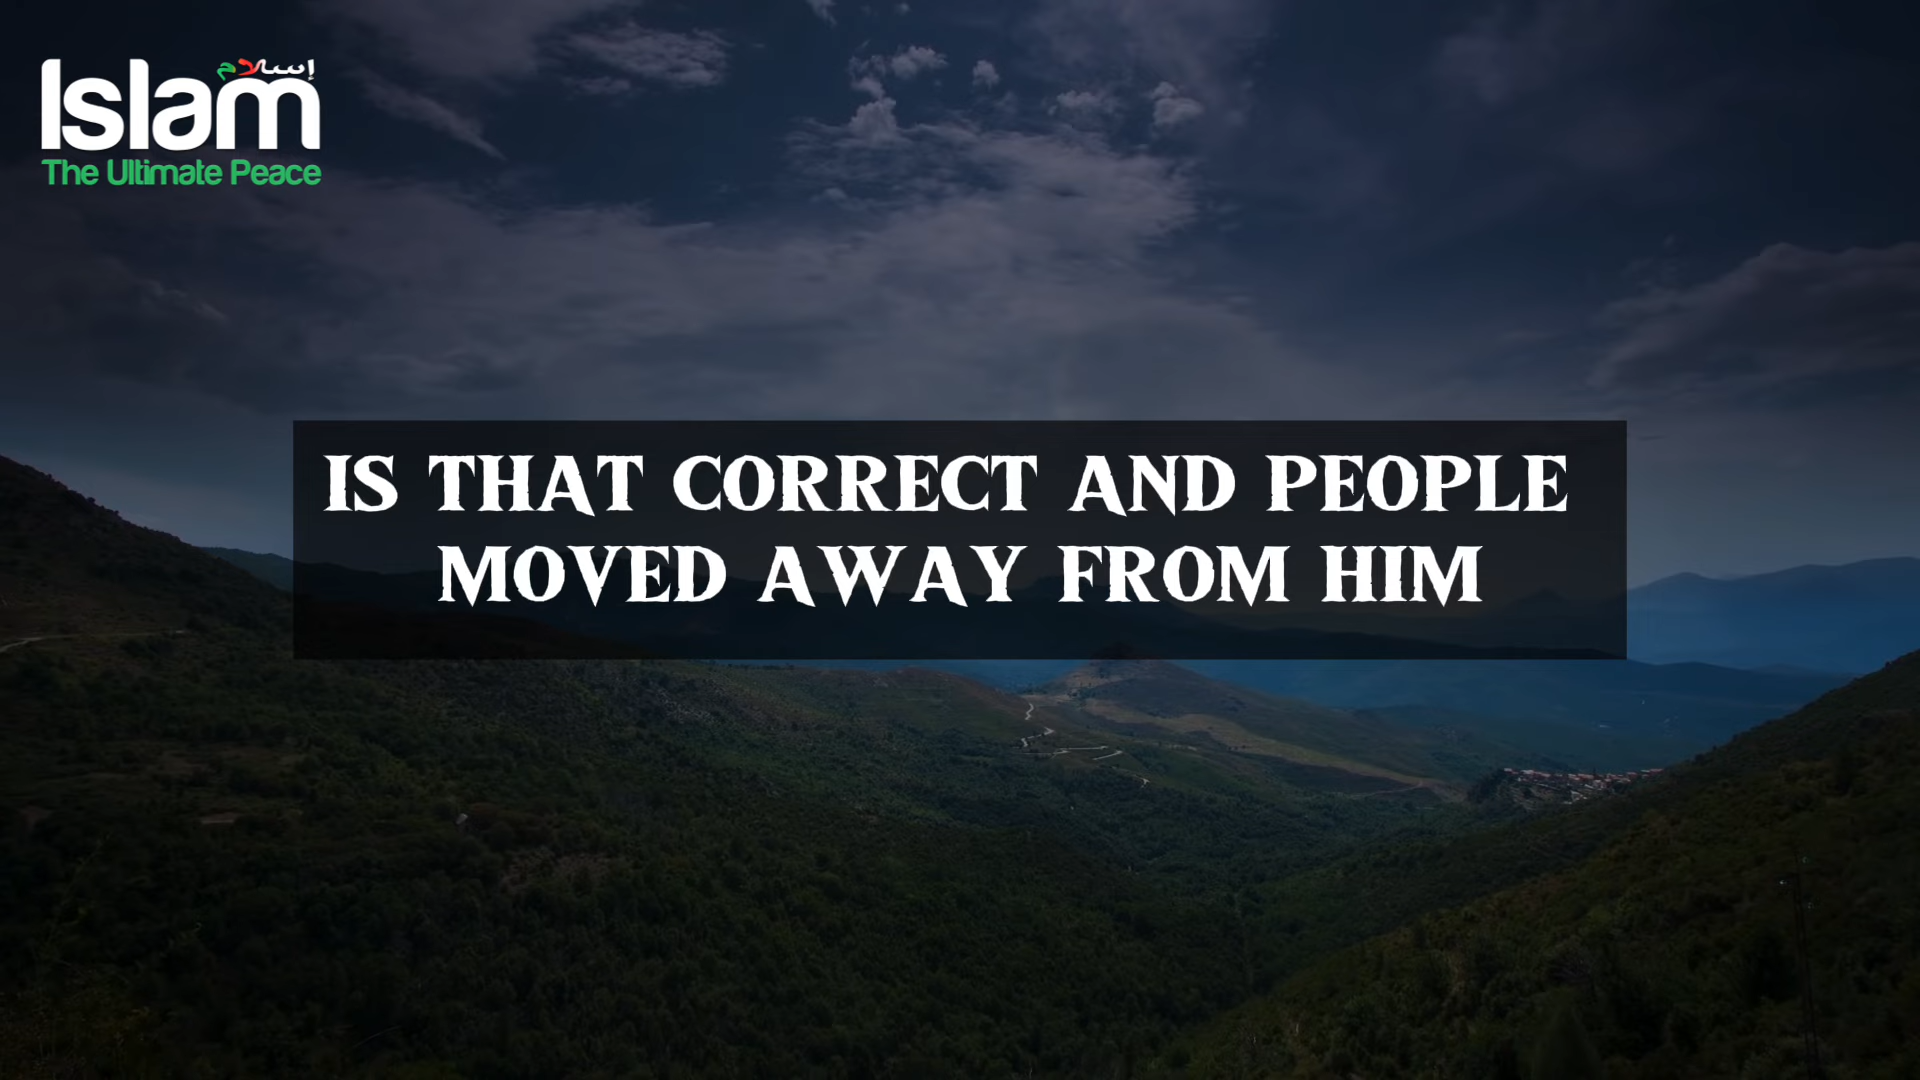 Islam
إسلام
The Ultimate Peace
IS THAT CORRECT AND PEOPLE
MOVED AWAY FROM HIM